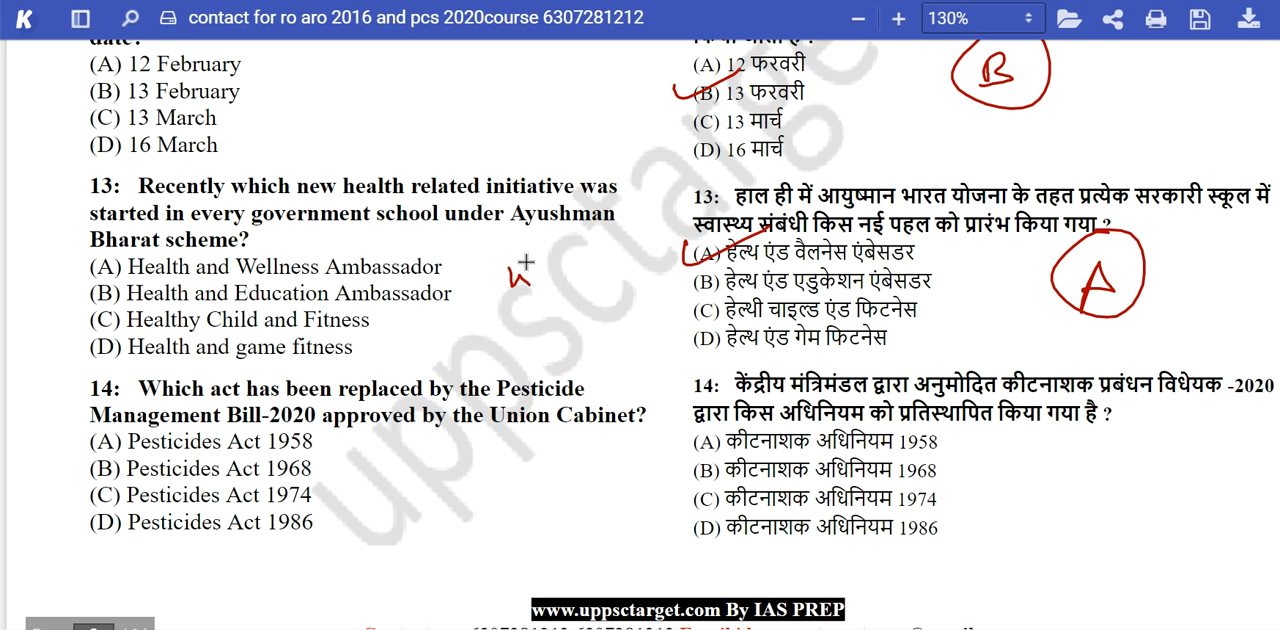 contact for ro aro 2016 and pcs 2020course 6307281212
130%
date?
(A) 12 February
(B) 13 February
(C) 13 March
(D) 16 March
13: Recently which new health related initiative was
started in every government school under Ayushman
Bharat scheme?
(A) Health and Wellness Ambassador
(B) Health and Education Ambassador
(C) Healthy Child and Fitness
(D) Health and game fitness
14: Which act has been replaced by the Pesticide
Management Bill-2020 approved by the Union Cabinet?
(A) Pesticides Act 1958
(B) Pesticides Act 1968
(C) Pesticides Act 1974
(D) Pesticides Act 1986
(A) 12 फरवरी
(B) 13 फरवरी
(C) 13 मार्च
(D) 16 मार्च
B
13: हाल ही में आयुष्मान भारत योजना के तहत प्रत्येक सरकारी स्कूल में
स्वास्थ्य संबंधी किस नई पहल को प्रारंभ किया गया ?
(A) हेल्थ एंड वैलनेस एंबेसडर
(B) हेल्थ एंड एडुकेशन एंबेसडर
(C) हेल्थी चाइल्ड एंड फिटनेस
(D) हेल्थ एंड गेम फिटनेस
A
14: केंद्रीय मंत्रिमंडल द्वारा अनुमोदित कीटनाशक प्रबंधन विधेयक -2020
द्वारा किस अधिनियम को प्रतिस्थापित किया गया है ?
(A) कीटनाशक अधिनियम 1958
(B) कीटनाशक अधिनियम 1968
(C) कीटनाशक अधिनियम 1974
(D) कीटनाशक अधिनियम 1986
uppsctarge
www.uppsctarget.com By IAS PREP